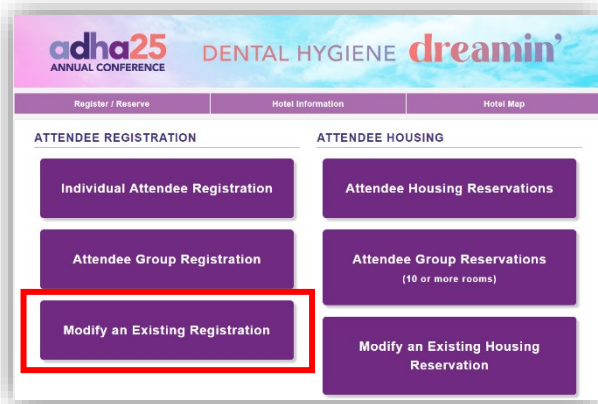 adha25
ANNUAL CONFERENCE
DENTAL HYGIENE dreamin'
Register / Reserve
Hotel Information
Hotel Map
ATTENDEE REGISTRATION
Individual Attendee Registration
Attendee Group Registration
Modify an Existing Registration
ATTENDEE HOUSING
Attendee Housing Reservations
Attendee Group Reservations
(10 or more rooms)
Modify an Existing Housing
Reservation